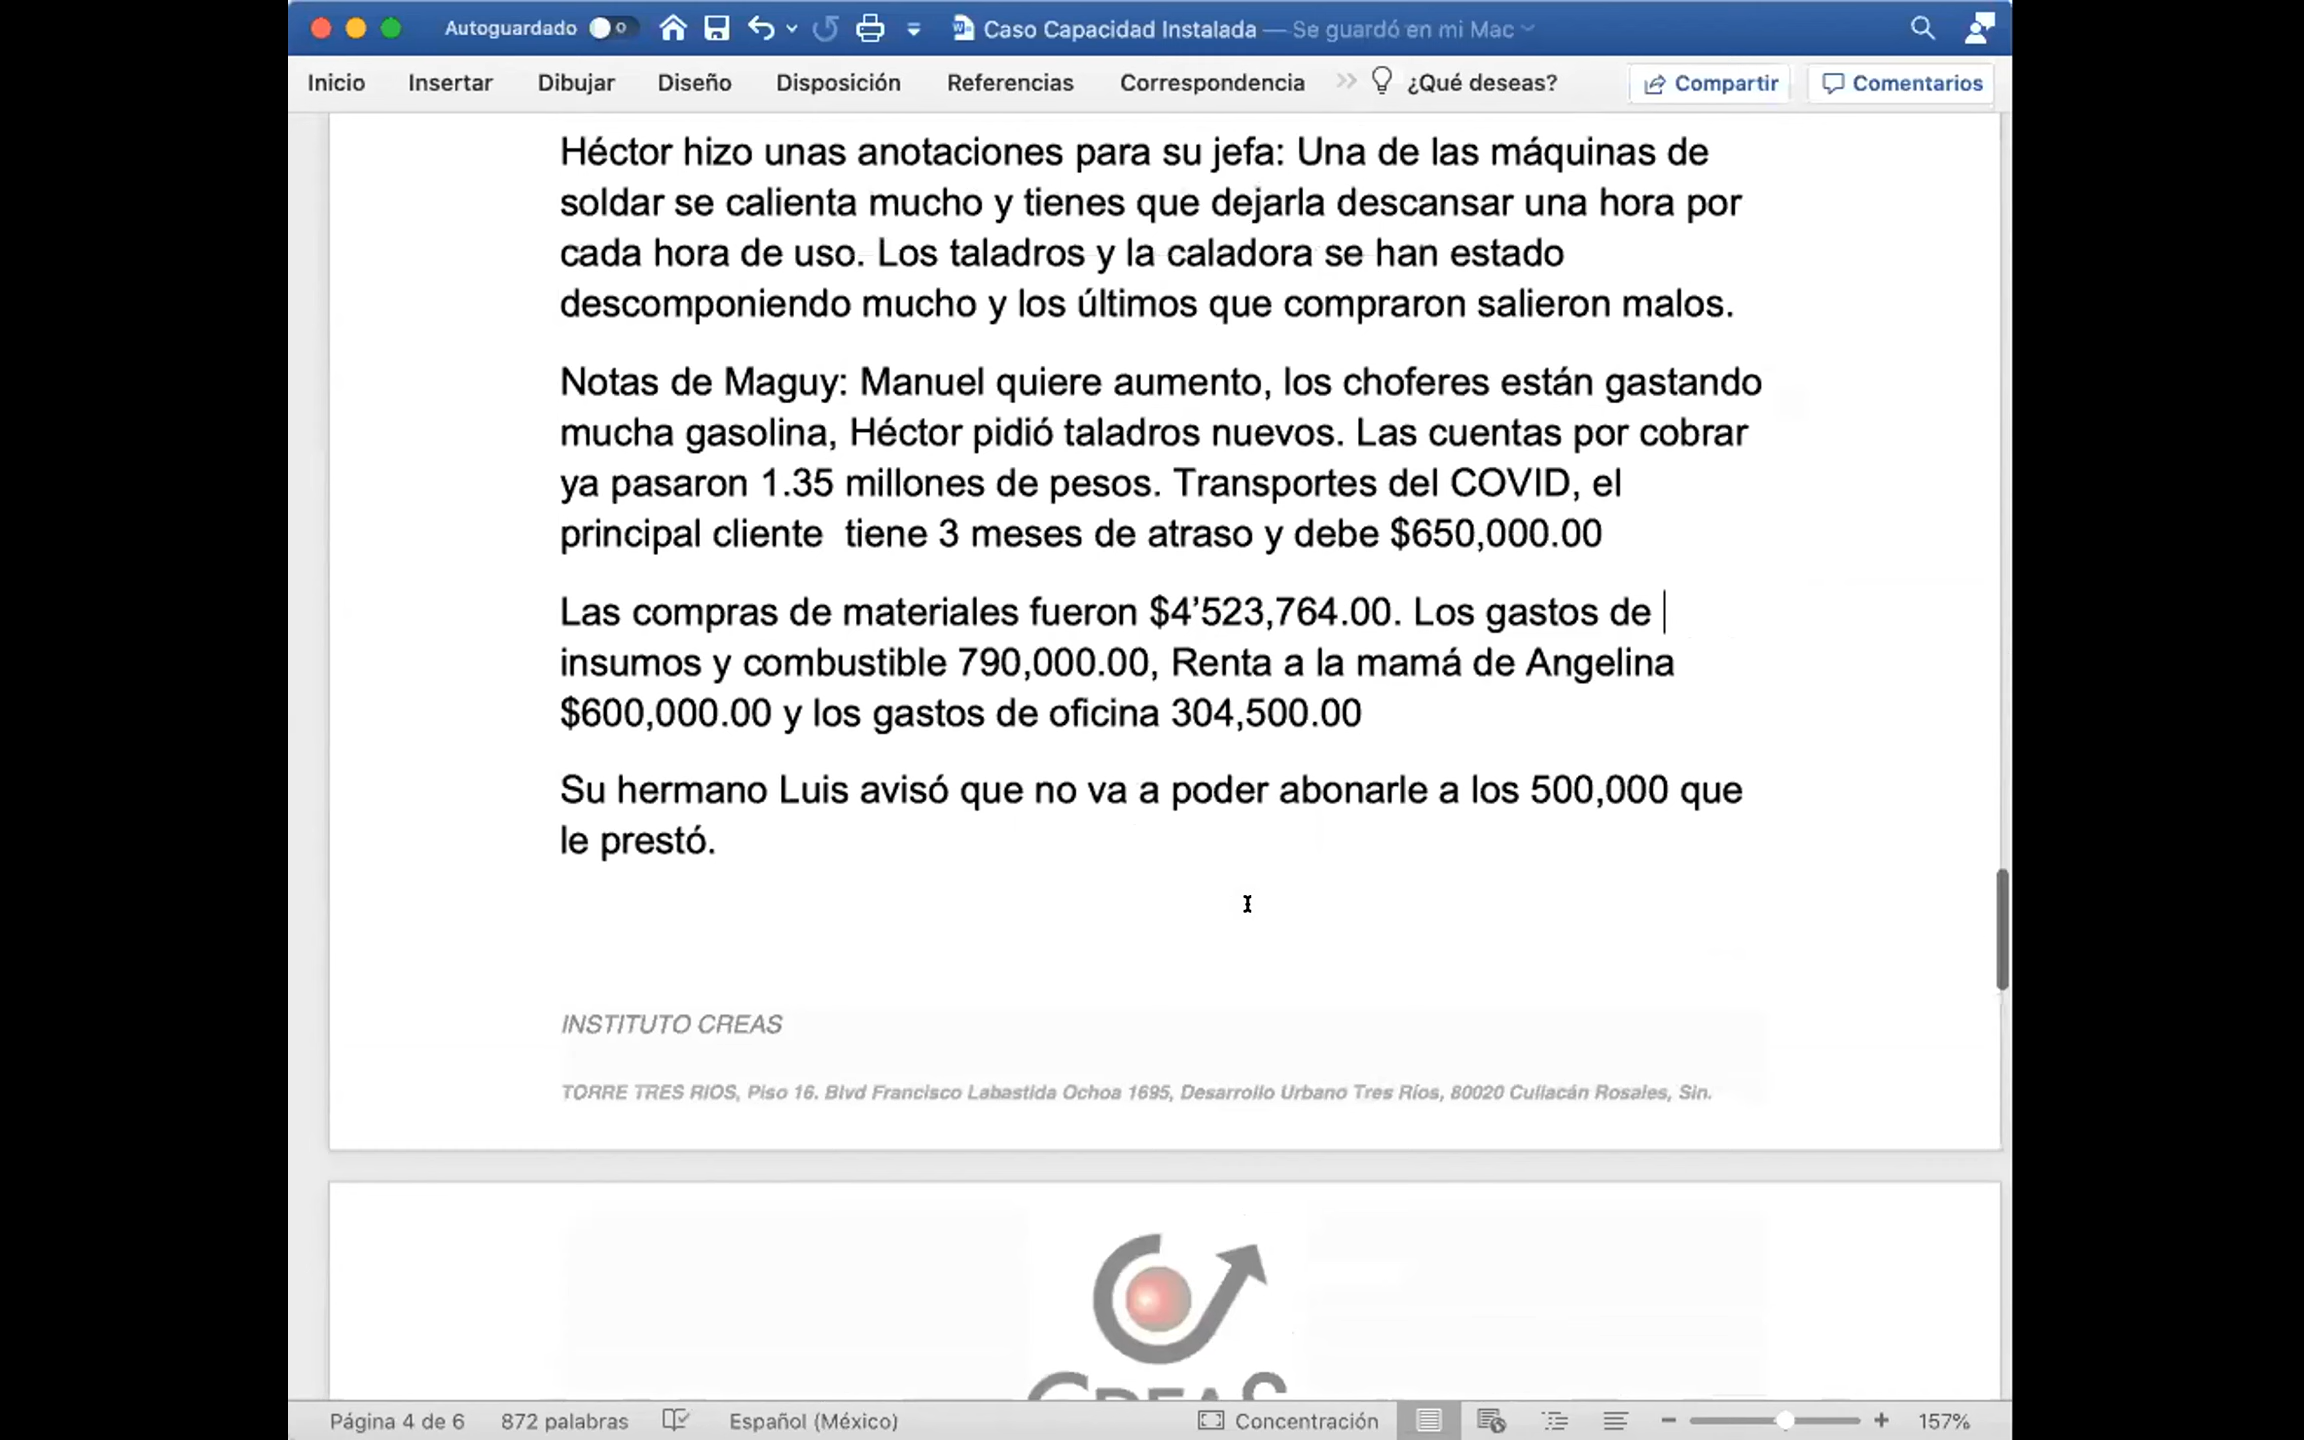 Autoguardado
Caso Capacidad Instalada — Se guardó en mi Mac
Inicio Insertar Dibujar Diseño Disposición Referencias Correspondencia ¿Qué deseas? Compartir Comentarios
Héctor hizo unas anotaciones para su jefa: Una de las máquinas de
soldar se calienta mucho y tienes que dejarla descansar una hora por
cada hora de uso. Los taladros y la caladora se han estado
descomponiendo mucho y los últimos que compraron salieron malos.
Notas de Maguy: Manuel quiere aumento, los choferes están gastando
mucha gasolina, Héctor pidió taladros nuevos. Las cuentas por cobrar
ya pasaron 1.35 millones de pesos. Transportes del COVID, el
principal cliente tiene 3 meses de atraso y debe $650,000.00
Las compras de materiales fueron $4’523,764.00. Los gastos de
insumos y combustible 790,000.00, Renta a la mamá de Angelina
$600,000.00 y los gastos de oficina 304,500.00
Su hermano Luis avisó que no va a poder abonarle a los 500,000 que
le prestó.
INSTITUTO CREAS
TORRE TRES RIOS, Piso 16. Blvd Francisco Labastida Ochoa 1695, Desarrollo Urbano Tres Ríos, 80020 Culiacán Rosales, Sin.
CREAS
Página 4 de 6 872 palabras Español (México) Concentración 157%